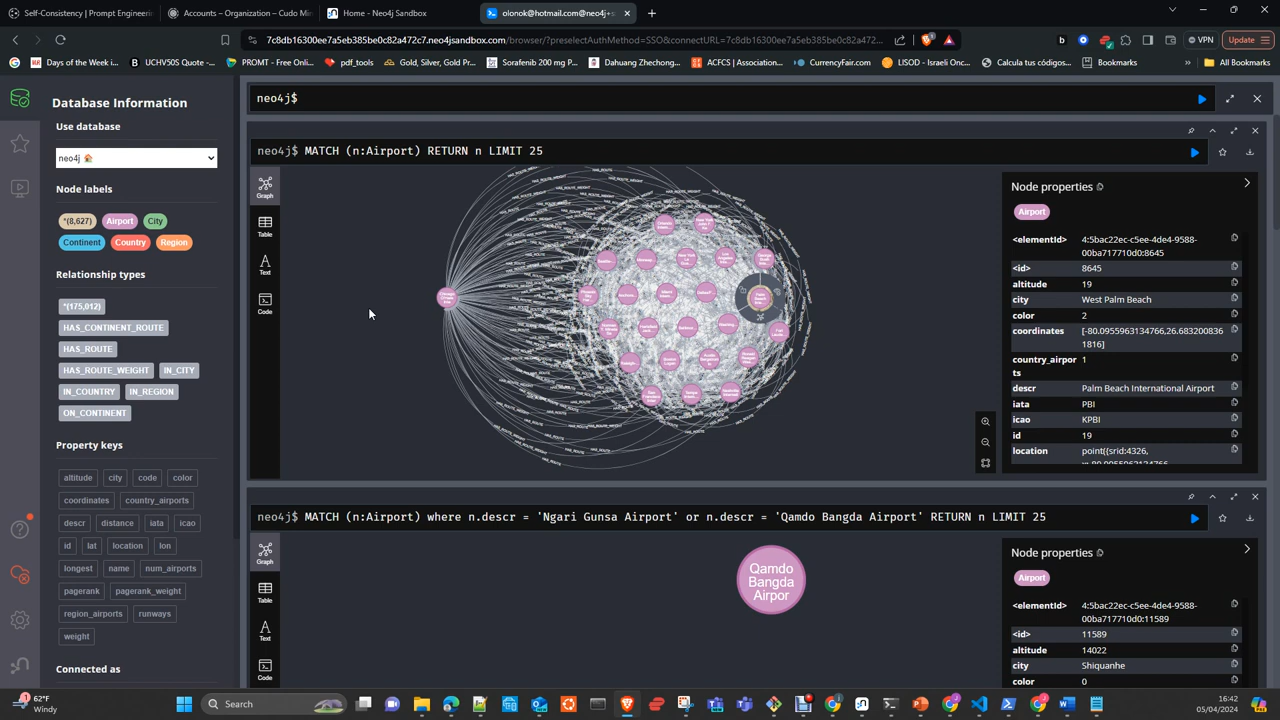 Self-Consistency | Prompt Engineerin
Accounts – Organization – Cudo Min
Home - Neo4j Sandbox
olonok@hotmail.com@neo4j+s
7c8db16300ee7a5eb385be0c82a472c7.neo4jsandbox.com/browser/?preselectAuthMethod=SSO&connectURL=7c8db16300ee7a5eb385be0c82a472...
VPN
Update
Days of the Week i...
UCHV50S Quote -...
PROMT - Free Onli...
pdf_tools
Gold, Silver, Gold Pr...
Sorafenib 200 mg P...
Dahuang Zhechong...
ACFCS | Association...
CurrencyFair.com
LISOD - Israeli Onco...
Calcula tus códigos...
Bookmarks
All Bookmarks
Database Information
Use database
neo4j
Node labels
*(8,627)
Airport
City
Continent
Country
Region
Relationship types
*(175,012)
HAS_CONTINENT_ROUTE
HAS_ROUTE
HAS_ROUTE_WEIGHT
IN_CITY
IN_COUNTRY
IN_REGION
ON_CONTINENT
Property keys
altitude
city
code
color
coordinates
country_airports
descr
distance
iata
icao
id
lat
location
lon
longest
name
num_airports
pagerank
pagerank_weight
region_airports
runways
weight
Connected as
neo4j$
neo4j$ MATCH (n:Airport) RETURN n LIMIT 25
Graph
Table
Text
Code
Node properties
Airport
<elementId> 4:5bac22ec-c5ee-4de4-9588-
00ba717710d0:8645
<id> 8645
altitude 19
city West Palm Beach
color 2
coordinates [-80.0955963134766,26.683200836
1816]
country_airpor 1
ts
descr Palm Beach International Airport
iata PBI
icao KPBI
id 19
location point({srid:4326,
neo4j$ MATCH (n:Airport) where n.descr = 'Ngari Gunsa Airport' or n.descr = 'Qamdo Bangda Airport' RETURN n LIMIT 25
Graph
Table
Text
Code
Qamdo
Bangda
Airpor
Node properties
Airport
<elementId> 4:5bac22ec-c5ee-4de4-9588-
00ba717710d0:11589
<id> 11589
altitude 14022
city Shiquanhe
color 0
62°F
Windy
Search
16:42
05/04/2024